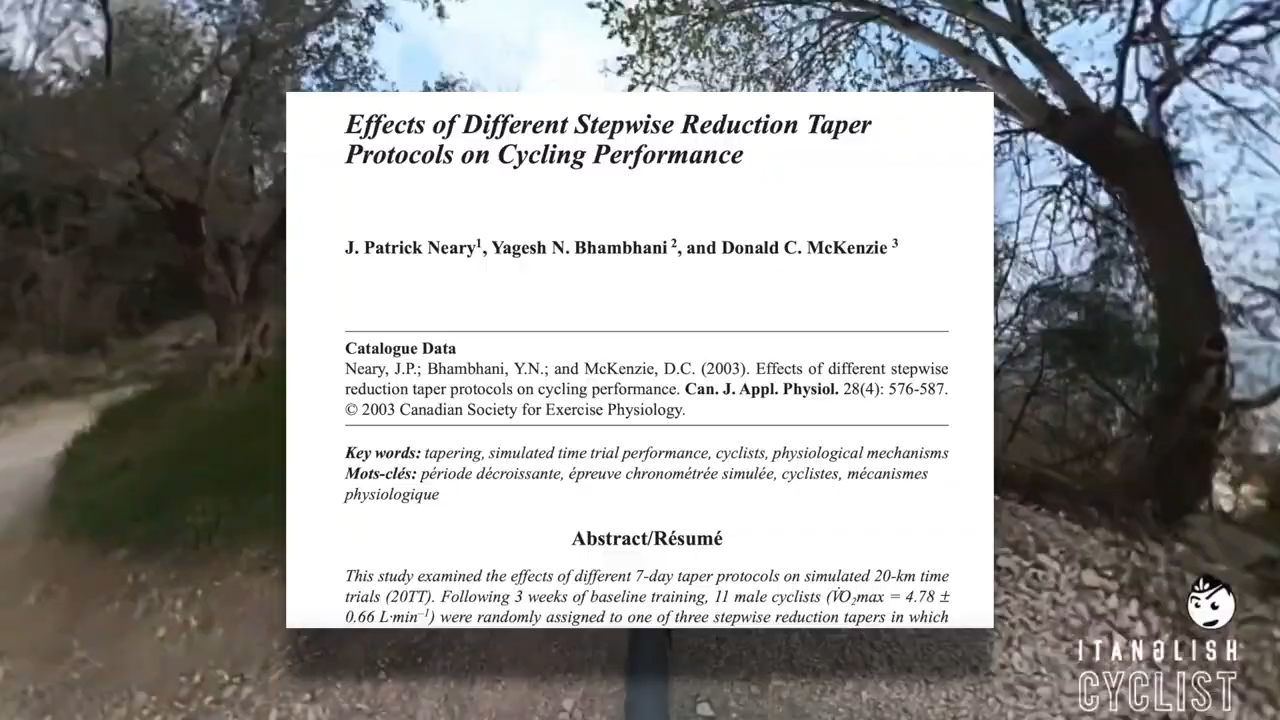 Effects of Different Stepwise Reduction Taper
Protocols on Cycling Performance
J. Patrick Neary1, Yagesh N. Bhambhani 2, and Donald C. McKenzie 3
Catalogue Data
Neary, J.P.; Bhambhani, Y.N.; and McKenzie, D.C. (2003). Effects of different stepwise
reduction taper protocols on cycling performance. Can. J. Appl. Physiol. 28(4): 576-587.
© 2003 Canadian Society for Exercise Physiology.
Key words: tapering, simulated time trial performance, cyclists, physiological mechanisms
Mots-clés: période décroissante, épreuve chronométrée simulée, cyclistes, mécanismes
physiologique
Abstract/Résumé
This study examined the effects of different 7-day taper protocols on simulated 20-km time
trials (20TT). Following 3 weeks of baseline training, 11 male cyclists (V̇O2max = 4.78 ±
0.66 L·min–1) were randomly assigned to one of three stepwise reduction tapers in which
ITANGLISH
CYCLIST